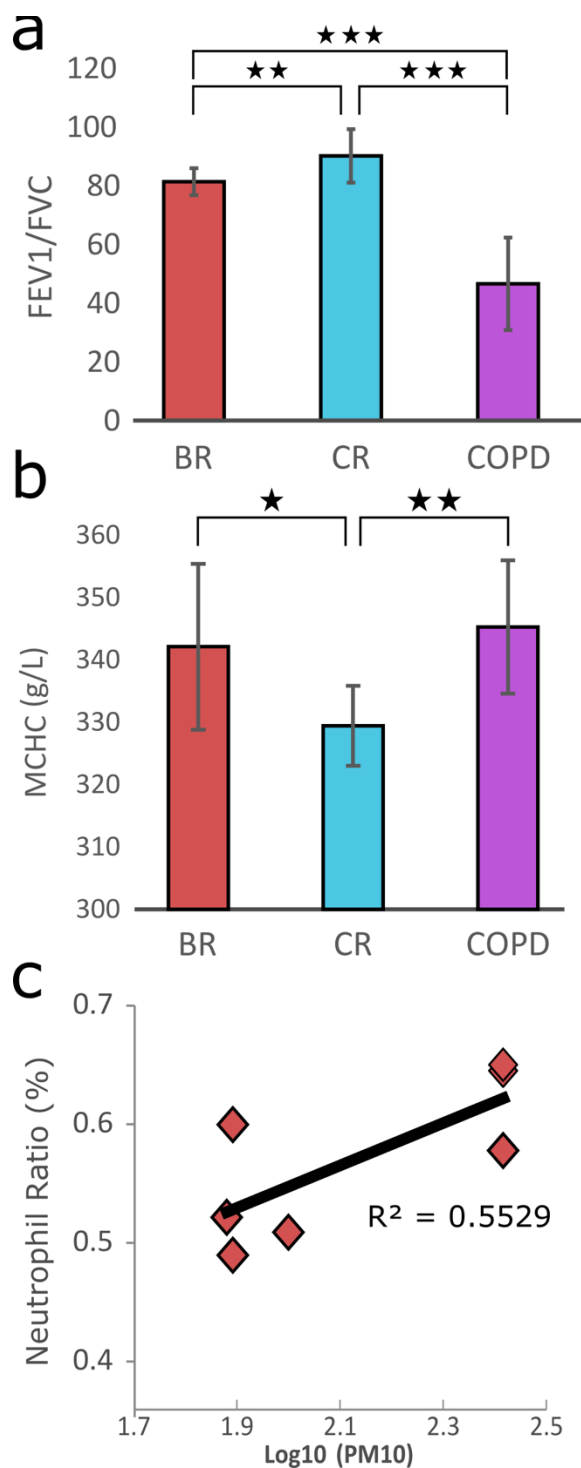 a
★★★
★★ ★★★
120
100
80
60
40
20
0
FEV1/FVC
BR CR COPD
b
★ ★★
360
350
340
330
320
310
300
MCHC (g/L)
BR CR COPD
c
0.7
0.6
0.5
0.4
Neutrophil Ratio (%)
R² = 0.5529
1.7 1.9 2.1 2.3 2.5
Log10 (PM10)